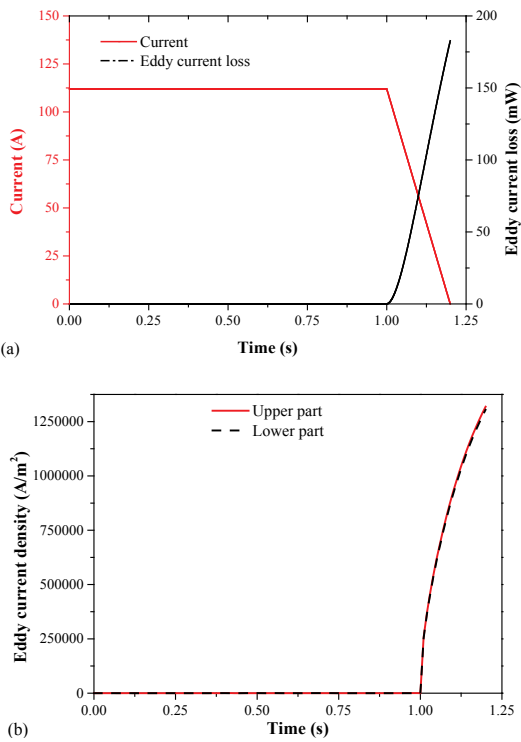 150
125
100
75
50
25
0
Current (A)
Current
Eddy current loss
200
150
100
50
0
Eddy current loss (mW)
0.00 0.25 0.50 0.75 1.00 1.25
Time (s)
(a)
1250000
1000000
750000
500000
250000
0
Eddy current density (A/m²)
Upper part
Lower part
0.00 0.25 0.50 0.75 1.00 1.25
Time (s)
(b)